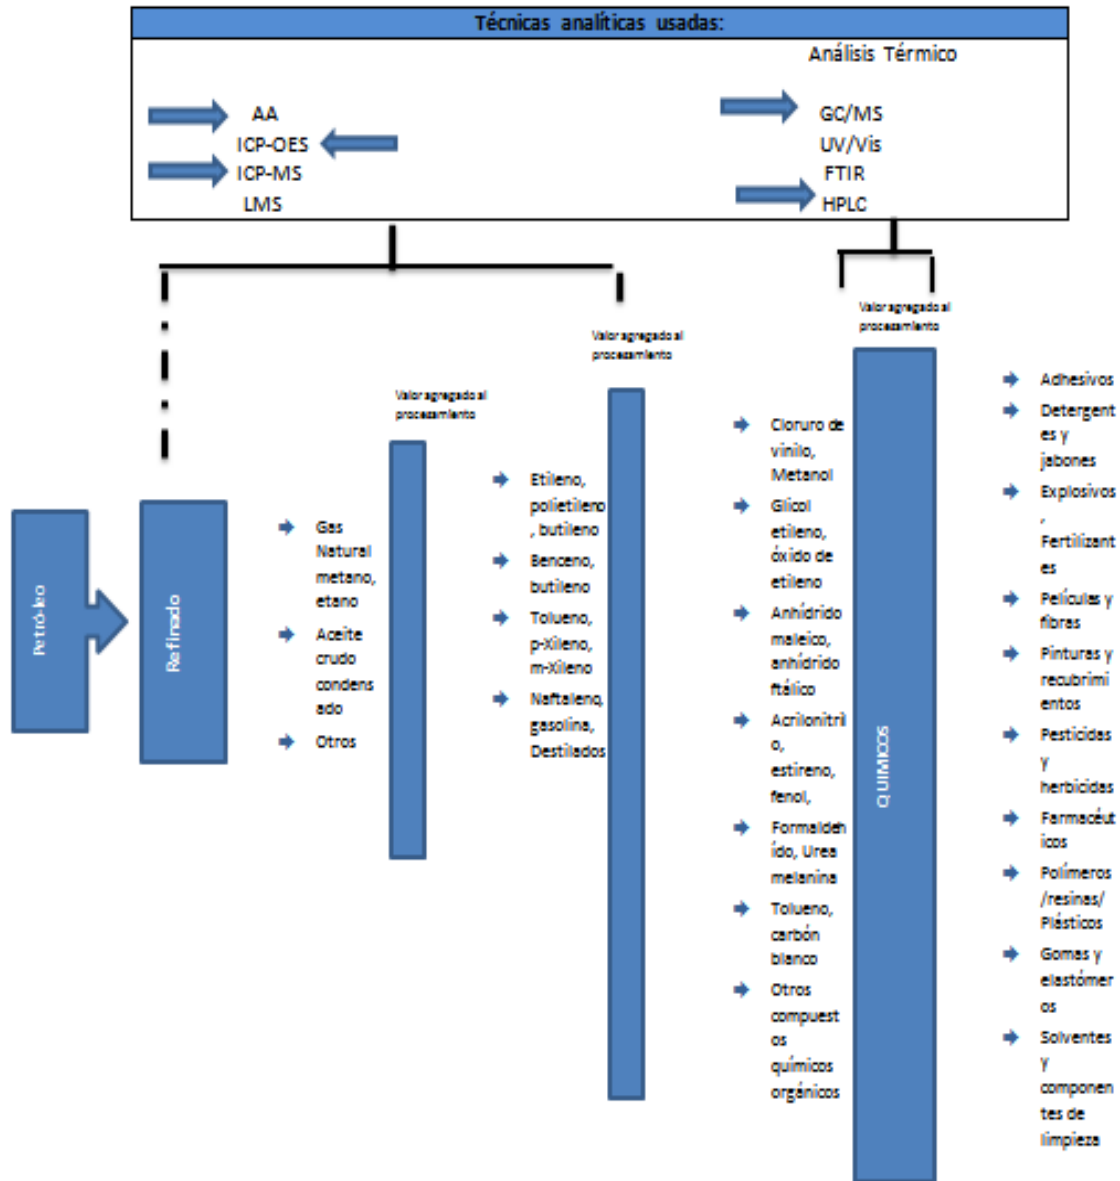 Técnicas analíticas usadas:
AA
ICP-OES
ICP-MS
LMS
Análisis Térmico
GC/MS
UV/Vis
FTIR
HPLC
Petró-leo
Refinado
Gas
Natural
metano,
etano
Aceite
crudo
condens
ado
Otros
Valor agregado al
procesamiento
Etileno,
polietileno
, butileno
Benceno,
butileno
Tolueno,
p-Xileno,
m-Xileno
Naftaleno,
gasolina,
Destilados
Valor agregado al
procesamiento
Cloruro de
vinilo,
Metanol
Glicol
etileno,
óxido de
etileno
Anhídrido
maleico,
anhídrido
ftálico
Acrilonitril
o,
estireno,
fenol,
Formaldeh
ído, Urea
melanina
Tolueno,
carbón
blanco
Otros
compuest
os
químicos
orgánicos
Valor agregado al
procesamiento
QUIMICOS
Adhesivos
Detergent
es y
jabones
Explosivos
,
Fertilizant
es
Películas y
fibras
Pinturas y
recubrimi
entos
Pesticidas
y
herbicidas
Farmacéut
icos
Polímeros
/resinas/
Plásticos
Gomas y
elastómer
os
Solventes
y
componen
tes de
limpieza